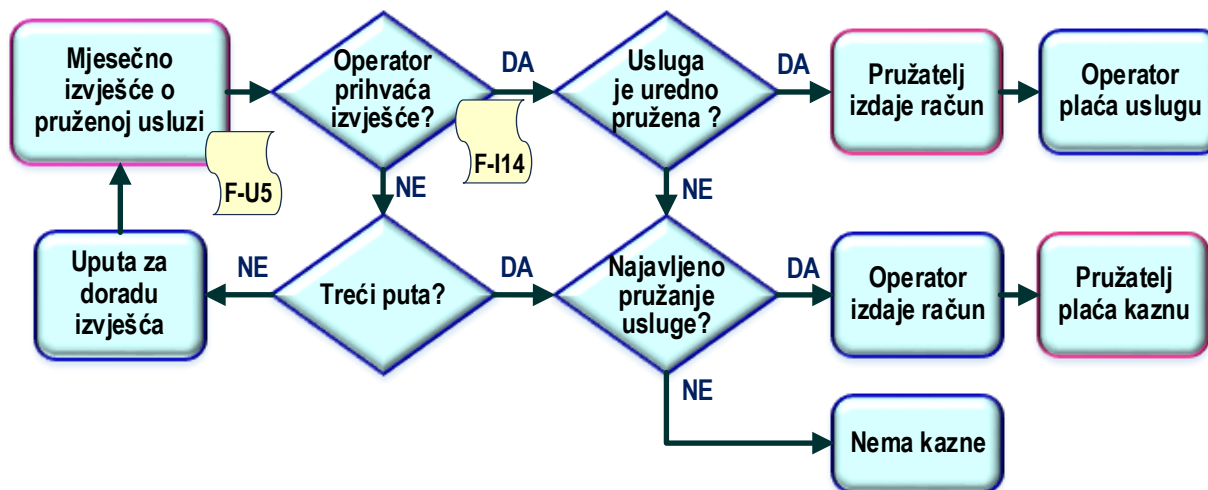 Mjesečno
izvješće o
pruženoj usluzi
F-U5
Operator
prihvaća
izvješće?
DA
F-I14
NE
Usluga
je uredno
pružena ?
DA
NE
Pružatelj
izdaje račun
Operator
plaća uslugu
Uputa za
doradu
izvješća
NE
Treći puta?
DA
Najavljeno
pružanje
usluge?
DA
NE
Operator
izdaje račun
Pružatelj
plaća kaznu
Nema kazne